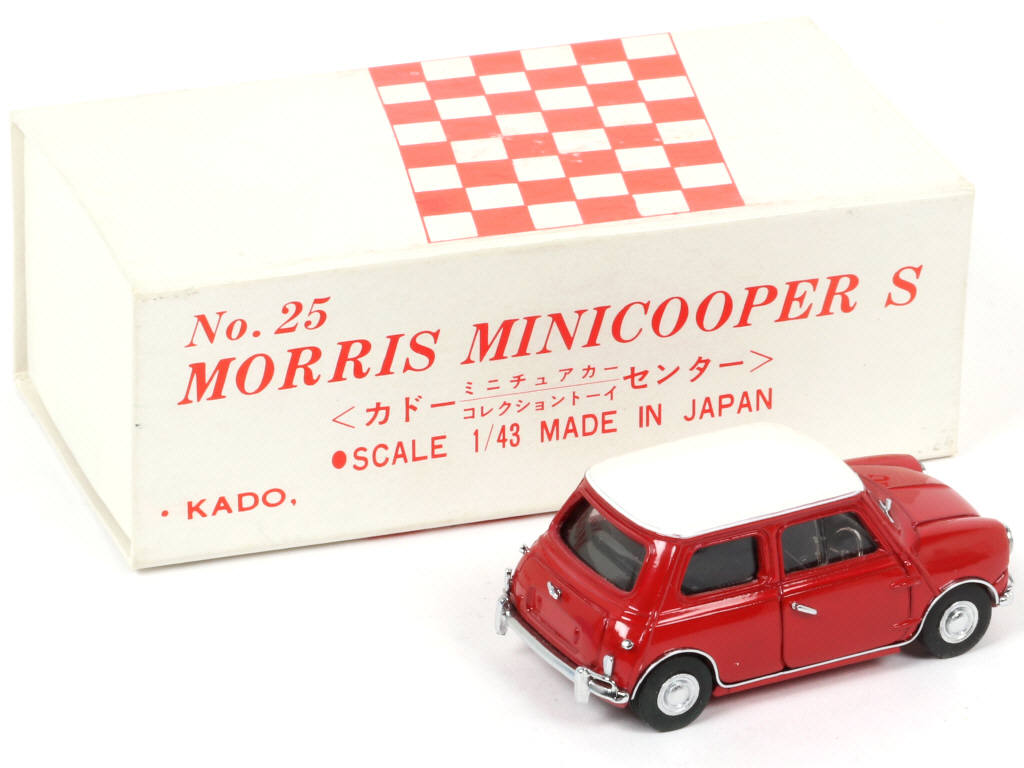 No. 25
MORRIS MINICOOPER S
<カドー ミニチュアカー コレクショントーイ センター>
●SCALE 1/43 MADE IN JAPAN
・KADO.